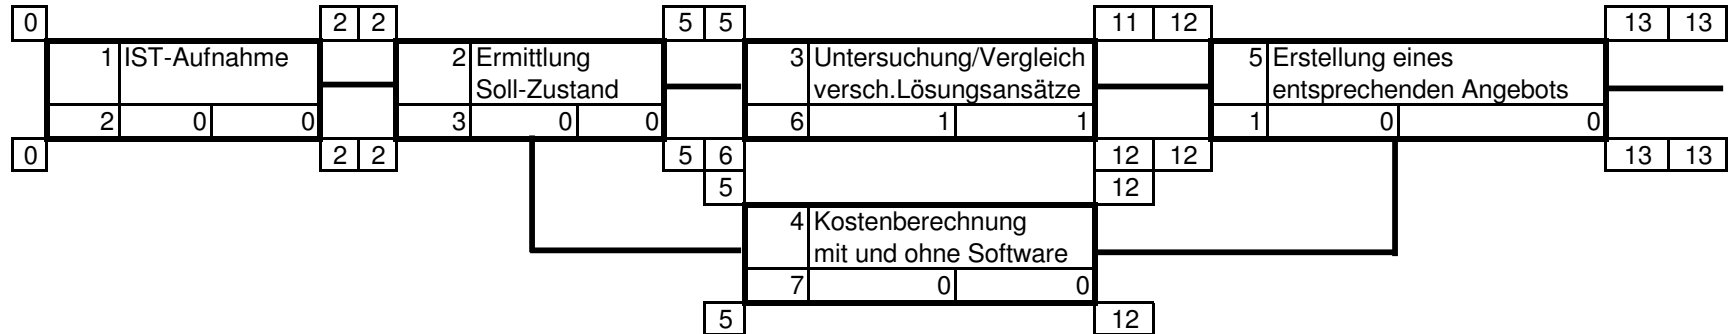 0 2 2 5 5 11 12 13 13
1 IST-Aufnahme 2 Ermittlung 3 Untersuchung/Vergleich 5 Erstellung eines
Soll-Zustand versch.Lösungsansätze entsprechenden Angebots
2 0 0 3 0 0 6 1 1 1 0 0
0 2 2 5 6 12 12 13 13
5 12
4 Kostenberechnung
mit und ohne Software
7 0 0
5 12